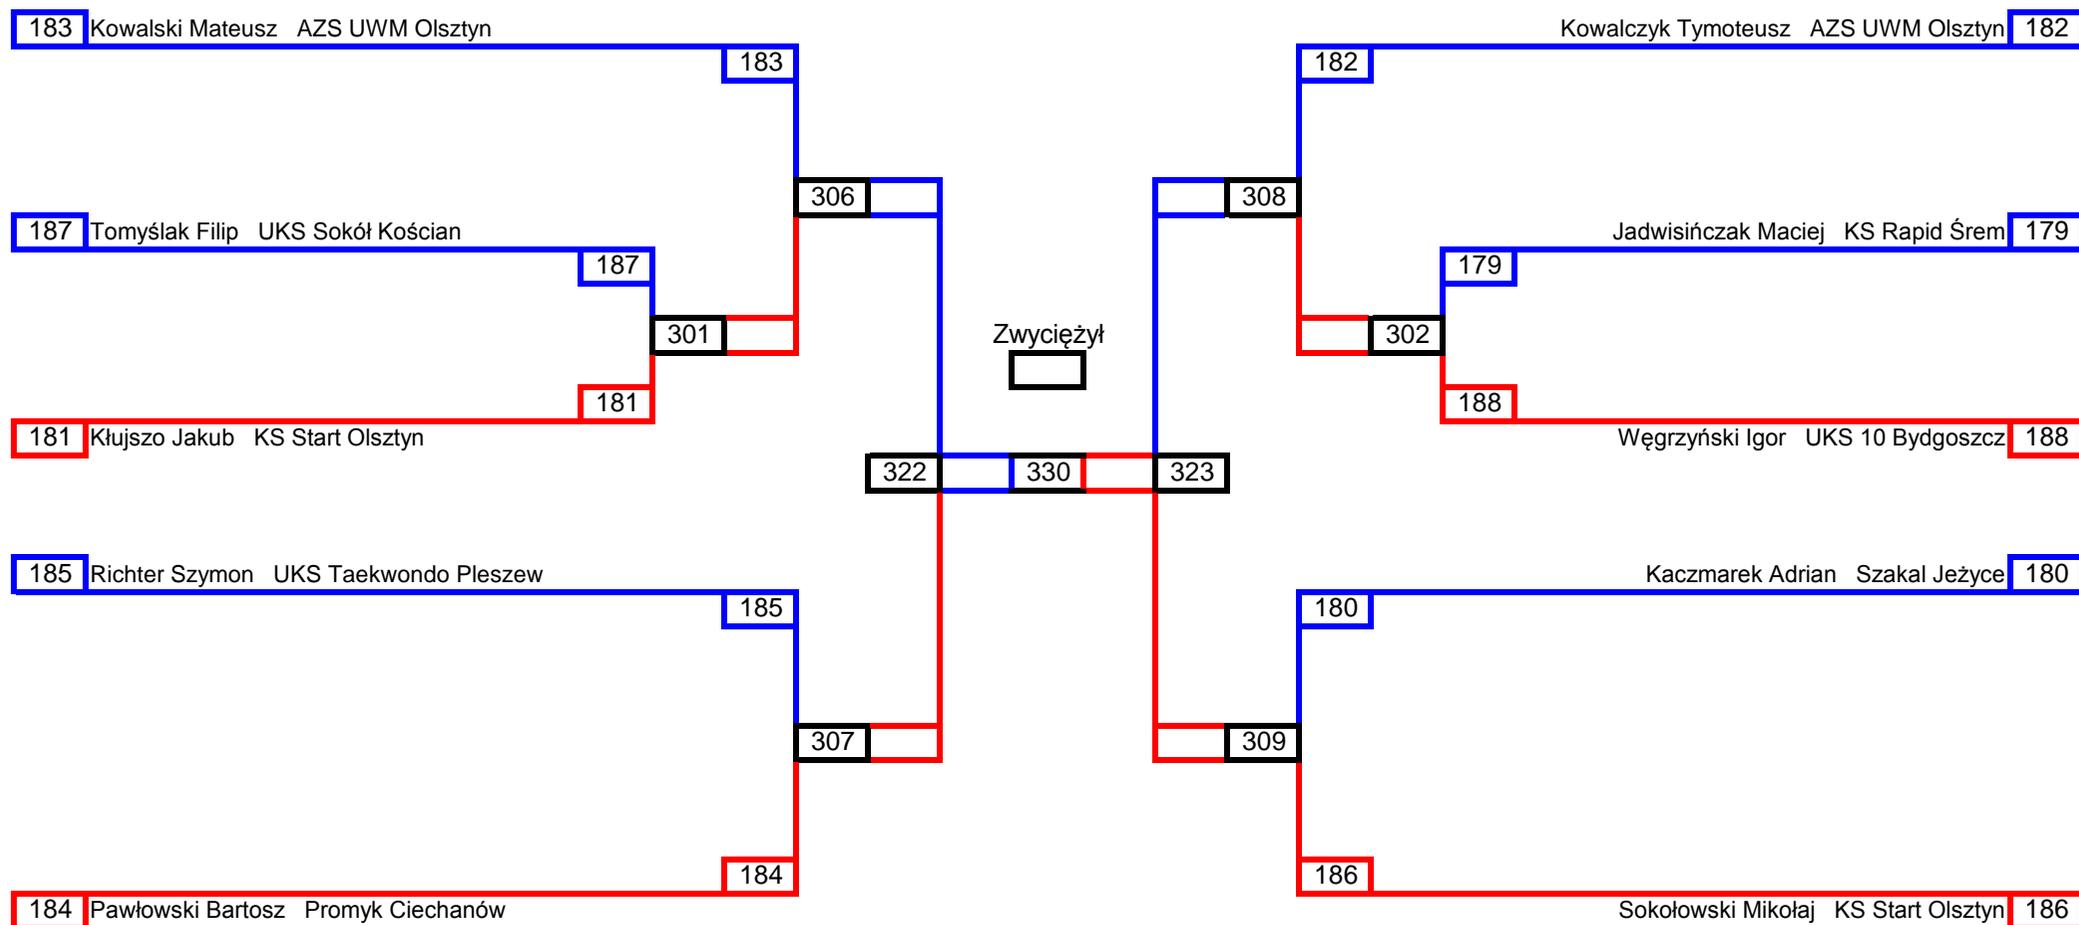 183 Kowalski Mateusz AZS UWM Olsztyn
Kowalczyk Tymoteusz AZS UWM Olsztyn 182
183
182
306
308
187 Tomyślak Filip UKS Sokół Kościan
Jadwisińczak Maciej KS Rapid Śrem 179
187
179
301
Zwyciężył
302
181
188
181 Kłujszo Jakub KS Start Olsztyn
Węgrzyński Igor UKS 10 Bydgoszcz 188
322
330
323
185 Richter Szymon UKS Taekwondo Pleszew
Kaczmarek Adrian Szakal Jeżyce 180
185
180
307
309
184
186
184 Pawłowski Bartosz Promyk Ciechanów
Sokołowski Mikołaj KS Start Olsztyn 186